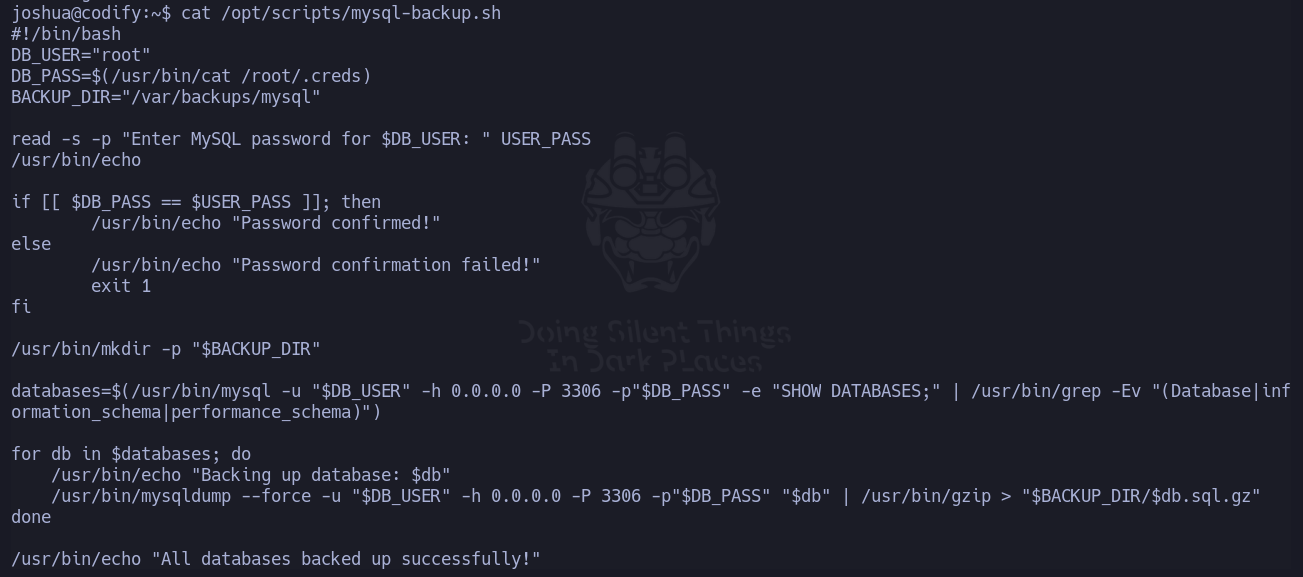 joshua@codify:~$ cat /opt/scripts/mysql-backup.sh
#!/bin/bash
DB_USER="root"
DB_PASS=$(/usr/bin/cat /root/.creds)
BACKUP_DIR="/var/backups/mysql"

read -s -p "Enter MySQL password for $DB_USER: " USER_PASS
/usr/bin/echo

if [[ $DB_PASS == $USER_PASS ]]; then
        /usr/bin/echo "Password confirmed!"
else
        /usr/bin/echo "Password confirmation failed!"
        exit 1
fi

/usr/bin/mkdir -p "$BACKUP_DIR"

databases=$(/usr/bin/mysql -u "$DB_USER" -h 0.0.0.0 -P 3306 -p"$DB_PASS" -e "SHOW DATABASES;" | /usr/bin/grep -Ev "(Database|inf
ormation_schema|performance_schema)")

for db in $databases; do
    /usr/bin/echo "Backing up database: $db"
    /usr/bin/mysqldump --force -u "$DB_USER" -h 0.0.0.0 -P 3306 -p"$DB_PASS" "$db" | /usr/bin/gzip > "$BACKUP_DIR/$db.sql.gz"
done

/usr/bin/echo "All databases backed up successfully!"
Doing Silent Things
In Dark PLaces